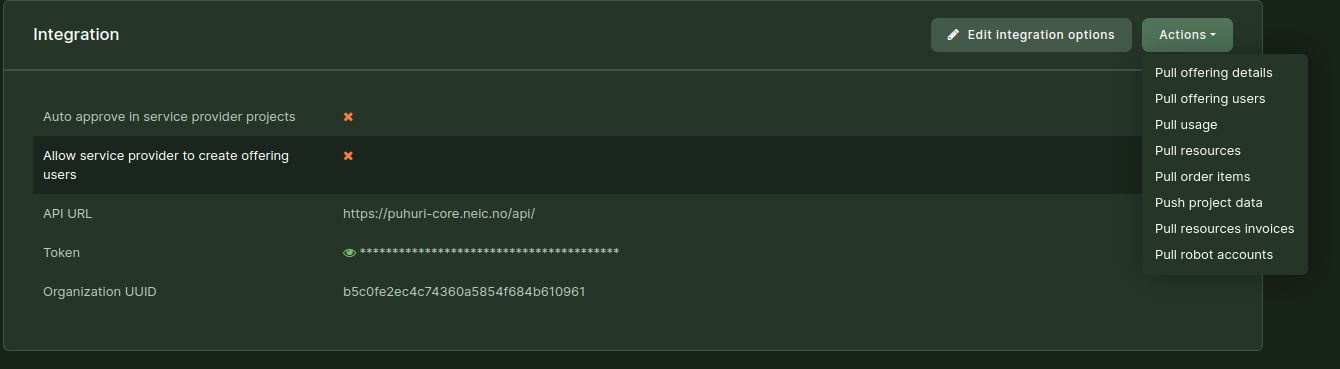 Integration
Edit integration options
Actions
Pull offering details
Pull offering users
Pull usage
Pull resources
Pull order items
Push project data
Pull resources invoices
Pull robot accounts
Auto approve in service provider projects
Allow service provider to create offering
users
API URL
https://puhuri-core.neic.no/api/
Token
****************************************
Organization UUID
b5c0fe2ec4c74360a5854f684b610961